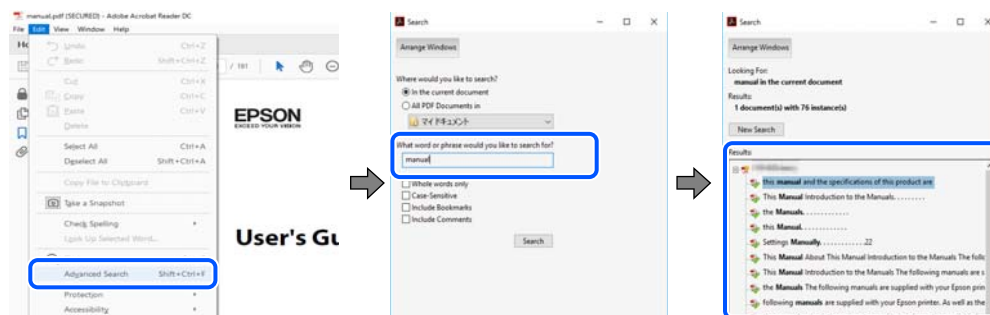 manual.pdf (SECURED) - Adobe Acrobat Reader DC
File Edit View Window Help
Undo Ctrl+Z
Redo Shift+Ctrl+Z
Cut Ctrl+X
Copy Ctrl+C
Paste Ctrl+V
Delete
Select All Ctrl+A
Deselect All Shift+Ctrl+A
Copy File to Clipboard
Take a Snapshot
Check Spelling
Look Up Selected Word...
Advanced Search Shift+Ctrl+F
Protection
Accessibility
/ 191
EPSON
EXCEED YOUR VISION
User's Gu
Search
Arrange Windows
Where would you like to search?
In the current document
All PDF Documents in
マイ ドキュメント
What word or phrase would you like to search for?
manual
Whole words only
Case-Sensitive
Include Bookmarks
Include Comments
Search
Search
Arrange Windows
Looking For:
manual in the current document
Results:
1 document(s) with 76 instance(s)
New Search
Results:
this manual and the specifications of this product are
This Manual Introduction to the Manuals. . . . . . . . .
the Manuals. . . . . . . . . . . . .
this Manual. . . . . . . . . . . . .
Settings Manually. . . . . . . . . . . . .22
This Manual About This Manual Introduction to the Manuals The follo
This Manual Introduction to the Manuals The following manuals are s
the Manuals The following manuals are supplied with your Epson prin
following manuals are supplied with your Epson printer. As well as the